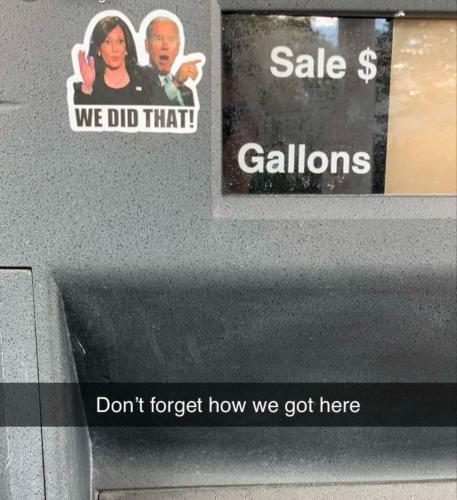 Sale $
WE DID THAT!
Gallons
Don't forget how we got here